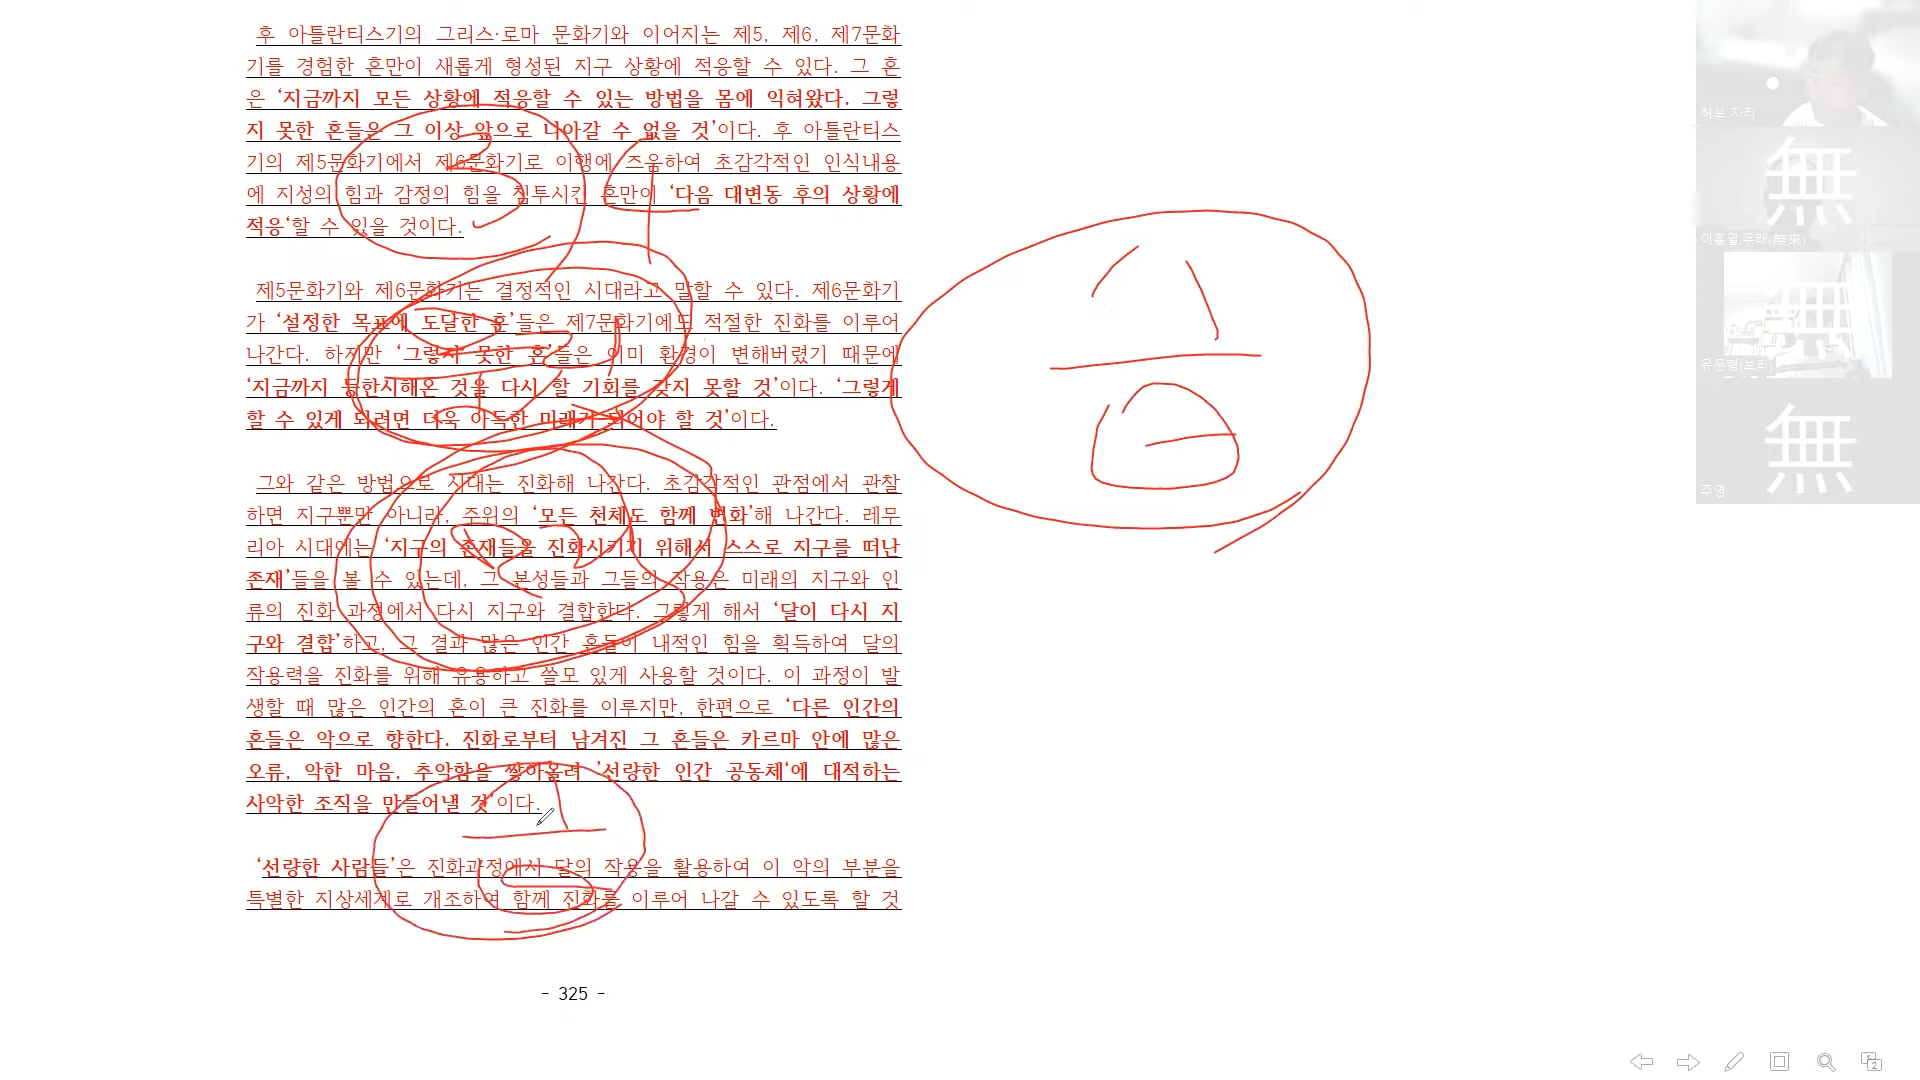 후 아틀란티스기의 그리스·로마 문화기와 이어지는 제5, 제6, 제7문화
기를 경험한 혼만이 새롭게 형성된 지구 상황에 적응할 수 있다. 그 혼
은 ‘지금까지 모든 상황에 적응할 수 있는 방법을 몸에 익혀왔다. 그렇
지 못한 혼들은 그 이상 앞으로 나아갈 수 없을 것’이다. 후 아틀란티스
기의 제5문화기에서 제6문화기로 이행에 즈음하여 초감각적인 인식내용
에 지성의 힘과 감정의 힘을 침투시킨 혼만이 ‘다음 대변동 후의 상황에
적응‘할 수 있을 것이다.
제5문화기와 제6문화기는 결정적인 시대라고 말할 수 있다. 제6문화기
가 ‘설정한 목표에 도달한 혼’들은 제7문화기에도 적절한 진화를 이루어
나간다. 하지만 ‘그렇지 못한 혼’들은 이미 환경이 변해버렸기 때문에
‘지금까지 등한시해온 것을 다시 할 기회를 갖지 못할 것’이다. ‘그렇게
할 수 있게 되려면 더욱 아득한 미래가 되어야 할 것’이다.
그와 같은 방법으로 시대는 진화해 나간다. 초감각적인 관점에서 관찰
하면 지구뿐만 아니라, 주위의 ‘모든 천체도 함께 변화’해 나간다. 레무
리아 시대에는 ‘지구의 존재들을 진화시키기 위해서 스스로 지구를 떠난
존재’들을 볼 수 있는데, 그 본성들과 그들의 작용은 미래의 지구와 인
류의 진화 과정에서 다시 지구와 결합한다. 그렇게 해서 ‘달이 다시 지
구와 결합’하고, 그 결과 많은 인간 혼들이 내적인 힘을 획득하여 달의
작용력을 진화를 위해 유용하고 쓸모 있게 사용할 것이다. 이 과정이 발
생할 때 많은 인간의 혼이 큰 진화를 이루지만, 한편으로 ‘다른 인간의
혼들은 악으로 향한다. 진화로부터 남겨진 그 혼들은 카르마 안에 많은
오류, 악한 마음, 추악함을 쌓아올려 ’선량한 인간 공동체‘에 대적하는
사악한 조직을 만들어낼 것’이다.
‘선량한 사람들’은 진화과정에서 달의 작용을 활용하여 이 악의 부분을
특별한 지상세계로 개조하여 함께 진화를 이루어 나갈 수 있도록 할 것
- 325 -
허브 자리
無
無
無
주영